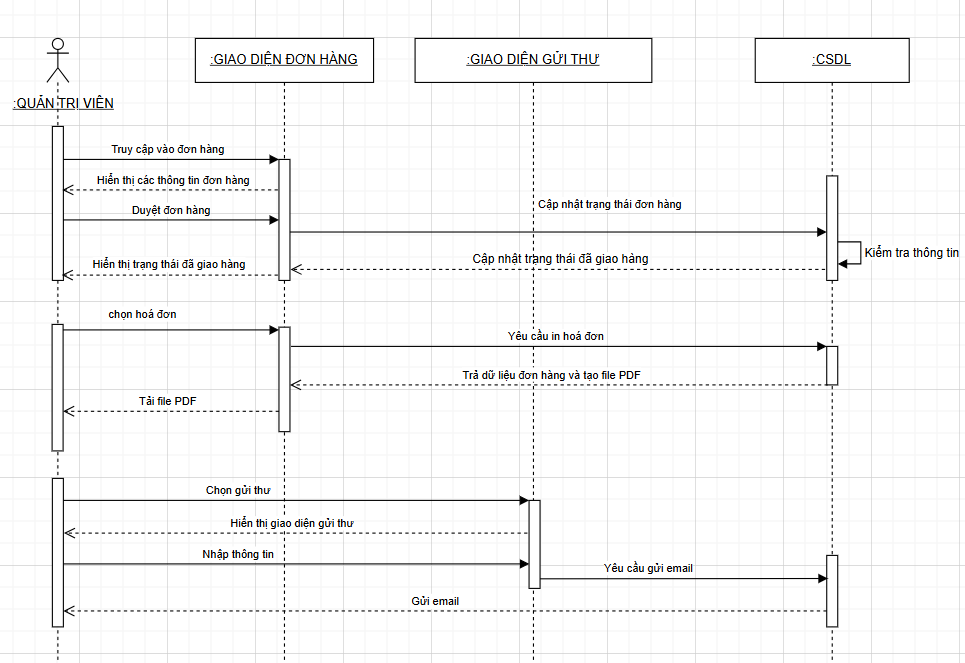 :GIAO DIỆN ĐƠN HÀNG
:GIAO DIỆN GỬI THƯ
:CSDL
:QUẢN TRỊ VIÊN
Truy cập vào đơn hàng
Hiển thị các thông tin đơn hàng
Cập nhật trạng thái đơn hàng
Duyệt đơn hàng
Kiểm tra thông tin
Cập nhật trạng thái đã giao hàng
Hiển thị trạng thái đã giao hàng
chọn hoá đơn
Yêu cầu in hoá đơn
Trả dữ liệu đơn hàng và tạo file PDF
Tải file PDF
Chọn gửi thư
Hiển thị giao diện gửi thư
Nhập thông tin
Yêu cầu gửi email
Gửi email